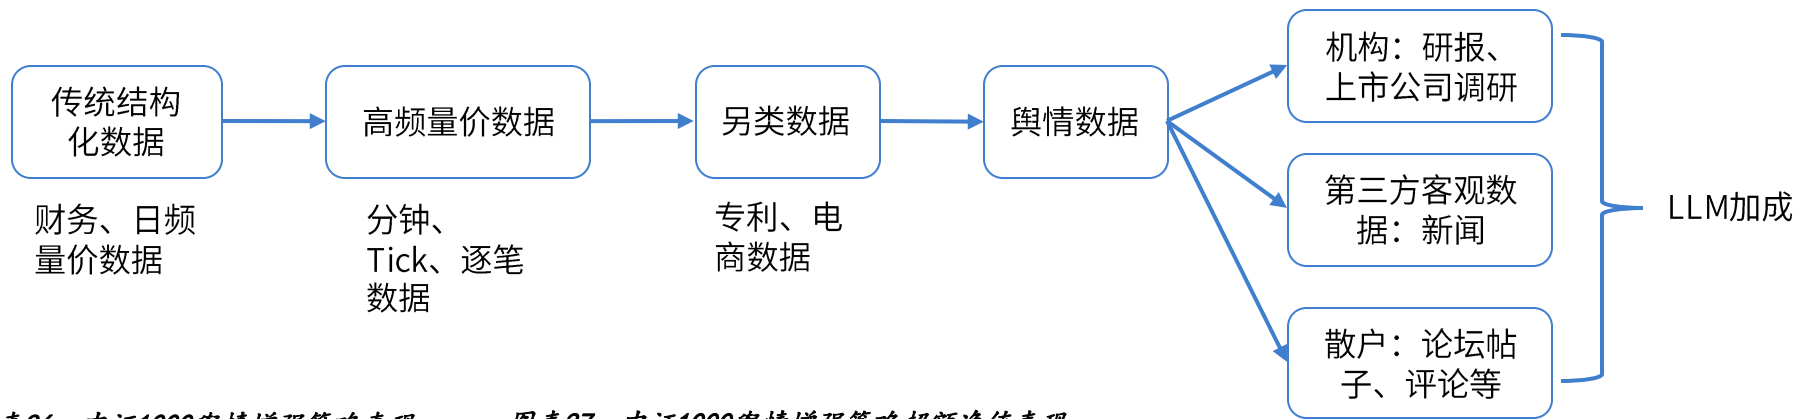 传统结构
化数据
高频量价数据
另类数据
舆情数据
机构：研报、
上市公司调研
第三方客观数
据：新闻
散户：论坛帖
子、评论等
LLM加成
财务、日频
量价数据
分钟、
Tick、逐笔
数据
专利、电
商数据